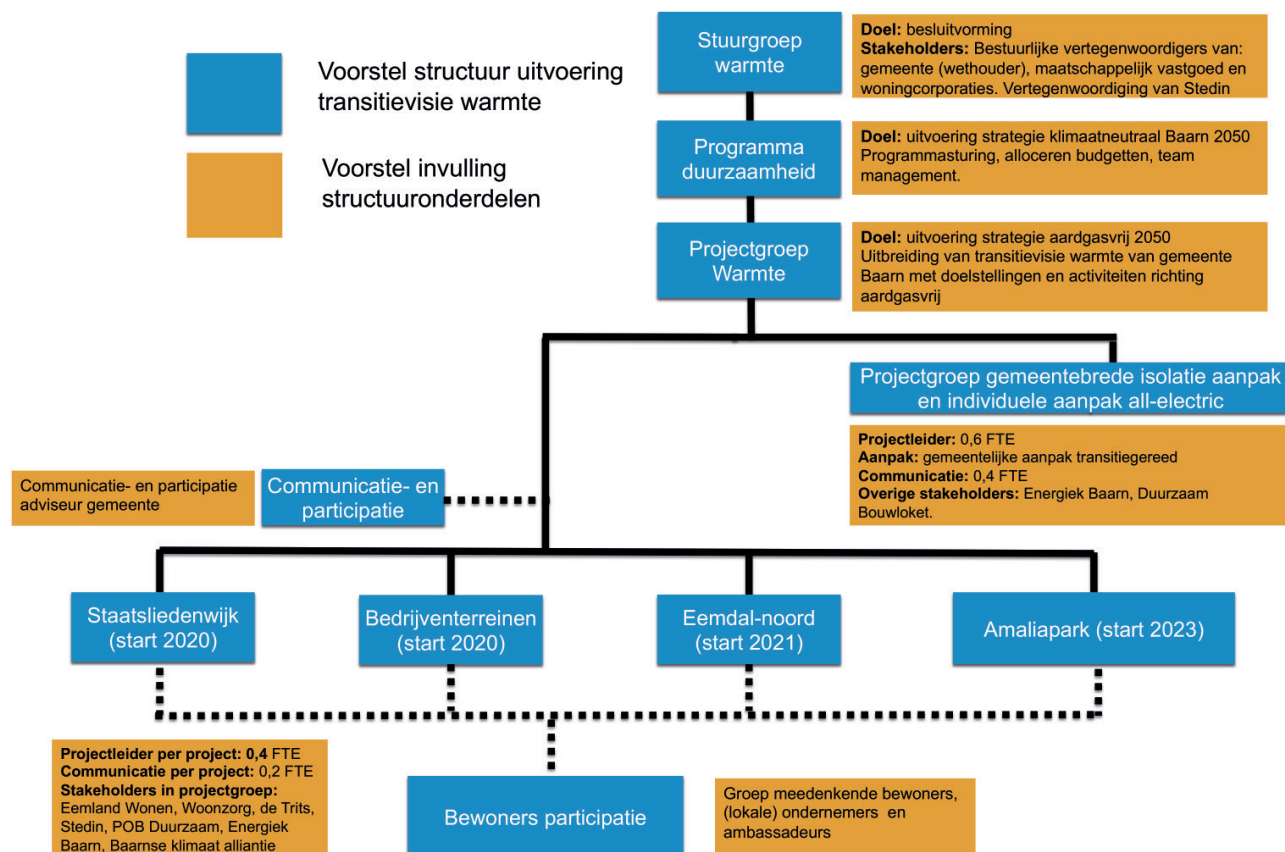 Voorstel structuur uitvoering
transitievisie warmte
Voorstel invulling
structuuronderdelen
Stuurgroep
warmte
Doel: besluitvorming
Stakeholders: Bestuurlijke vertegenwoordigers van:
gemeente (wethouder), maatschappelijk vastgoed en
woningcorporaties. Vertegenwoordiging van Stedin
Programma
duurzaamheid
Doel: uitvoering strategie klimaatneutraal Baarn 2050
Programmasturing, alloceren budgetten, team
management.
Projectgroep
Warmte
Doel: uitvoering strategie aardgasvrij 2050
Uitbreiding van transitievisie warmte van gemeente
Baarn met doelstellingen en activiteiten richting
aardgasvrij
Projectgroep gemeentebrede isolatie aanpak
en individuele aanpak all-electric
Projectleider: 0,6 FTE
Aanpak: gemeentelijke aanpak transitiegereed
Communicatie: 0,4 FTE
Overige stakeholders: Energiek Baarn, Duurzaam
Bouwloket.
Communicatie- en participatie
adviseur gemeente
Communicatie- en
participatie
Staatsliedenwijk
(start 2020)
Bedrijventerreinen
(start 2020)
Eemdal-noord
(start 2021)
Amaliapark (start 2023)
Projectleider per project: 0,4 FTE
Communicatie per project: 0,2 FTE
Stakeholders in projectgroep:
Eemland Wonen, Woonzorg, de Trits,
Stedin, POB Duurzaam, Energiek
Baarn, Baarnse klimaat alliantie
Bewoners participatie
Groep meedenkende bewoners,
(lokale) ondernemers en
ambassadeurs